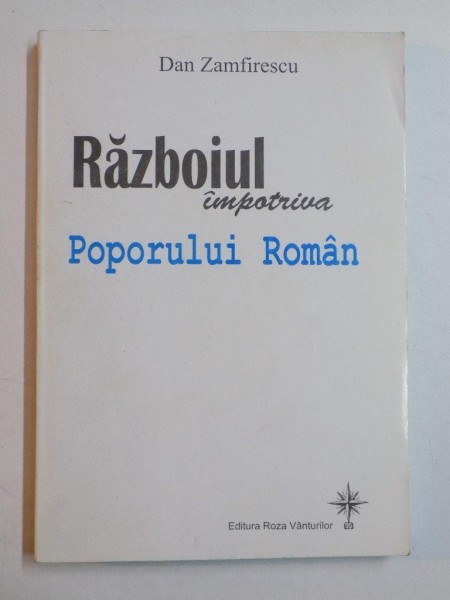 Dan Zamfirescu
Războiul
împotriva
Poporului Român
Editura Roza Vânturilor